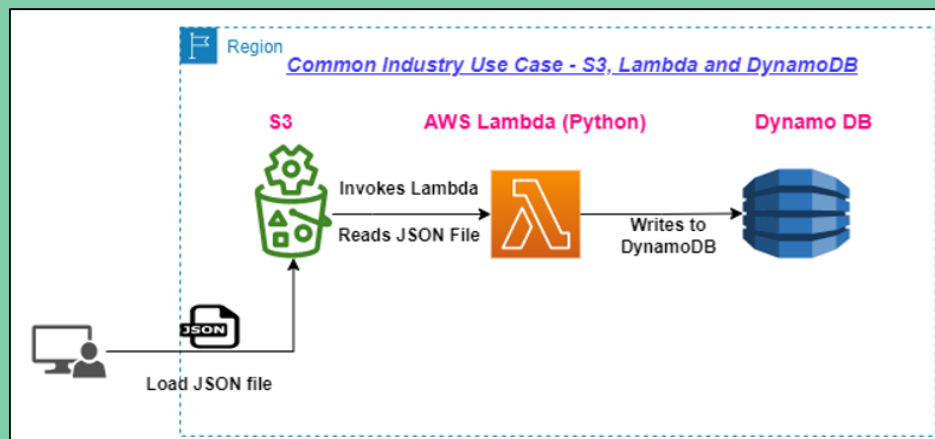 Region
Common Industry Use Case - S3, Lambda and DynamoDB
S3
AWS Lambda (Python)
Dynamo DB
Invokes Lambda
Reads JSON File
Writes to
DynamoDB
JSON
Load JSON file